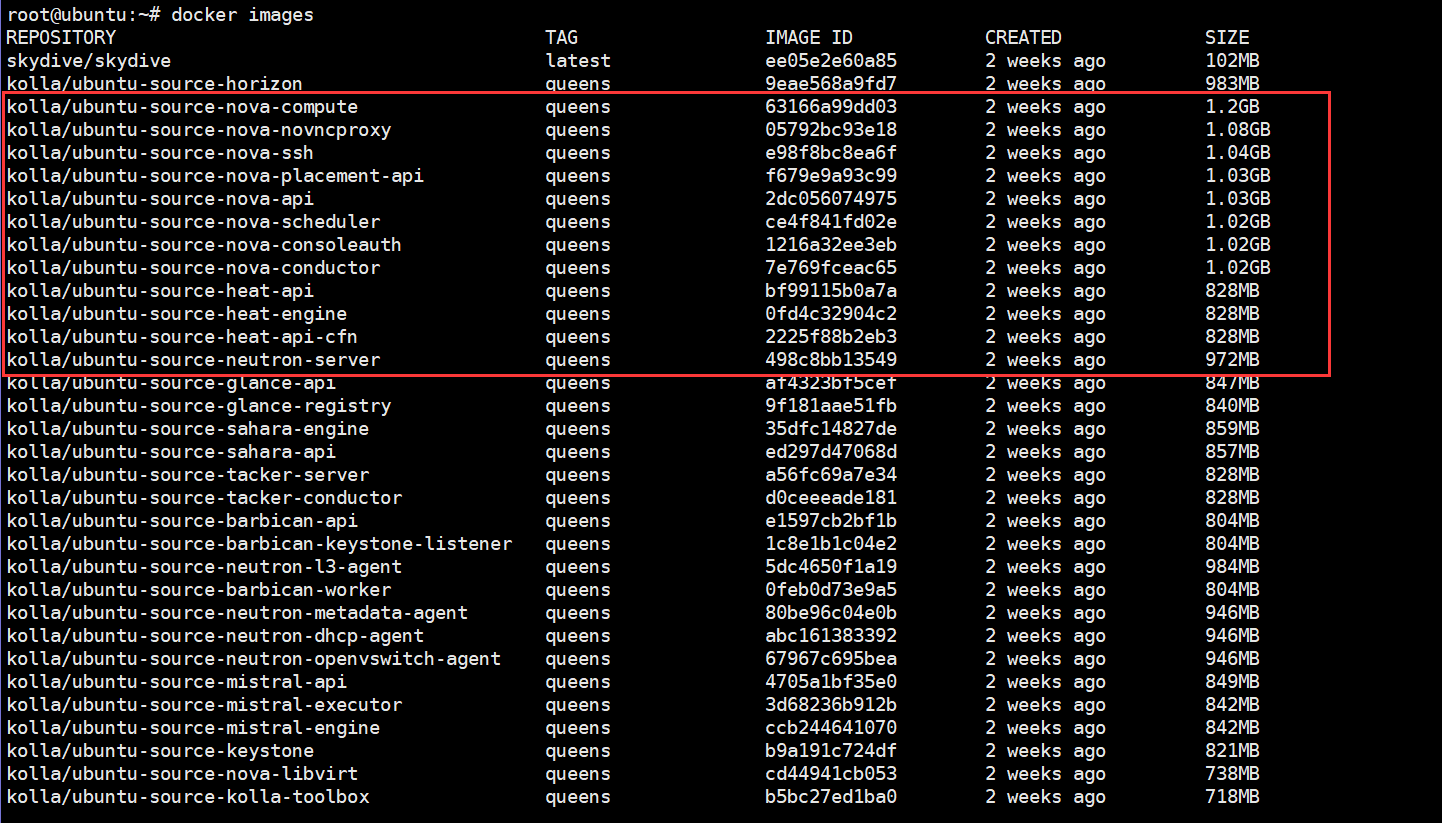 root@ubuntu:~# docker images
REPOSITORY TAG IMAGE ID CREATED SIZE
skydive/skydive latest ee05e2e60a85 2 weeks ago 102MB
kolla/ubuntu-source-horizon queens 9eae568a9fd7 2 weeks ago 983MB
kolla/ubuntu-source-nova-compute queens 63166a99dd03 2 weeks ago 1.2GB
kolla/ubuntu-source-nova-novncproxy queens 05792bc93e18 2 weeks ago 1.08GB
kolla/ubuntu-source-nova-ssh queens e98f8bc8ea6f 2 weeks ago 1.04GB
kolla/ubuntu-source-nova-placement-api queens f679e9a93c99 2 weeks ago 1.03GB
kolla/ubuntu-source-nova-api queens 2dc056074975 2 weeks ago 1.03GB
kolla/ubuntu-source-nova-scheduler queens ce4f841fd02e 2 weeks ago 1.02GB
kolla/ubuntu-source-nova-consoleauth queens 1216a32ee3eb 2 weeks ago 1.02GB
kolla/ubuntu-source-nova-conductor queens 7e769fceac65 2 weeks ago 1.02GB
kolla/ubuntu-source-heat-api queens bf99115b0a7a 2 weeks ago 828MB
kolla/ubuntu-source-heat-engine queens 0fd4c32904c2 2 weeks ago 828MB
kolla/ubuntu-source-heat-api-cfn queens 2225f88b2eb3 2 weeks ago 828MB
kolla/ubuntu-source-neutron-server queens 498c8bb13549 2 weeks ago 972MB
kolla/ubuntu-source-glance-api queens af4323bf5cef 2 weeks ago 847MB
kolla/ubuntu-source-glance-registry queens 9f181aae51fb 2 weeks ago 840MB
kolla/ubuntu-source-sahara-engine queens 35dfc14827de 2 weeks ago 859MB
kolla/ubuntu-source-sahara-api queens ed297d47068d 2 weeks ago 857MB
kolla/ubuntu-source-tacker-server queens a56fc69a7e34 2 weeks ago 828MB
kolla/ubuntu-source-tacker-conductor queens d0ceeeade181 2 weeks ago 828MB
kolla/ubuntu-source-barbican-api queens e1597cb2bf1b 2 weeks ago 804MB
kolla/ubuntu-source-barbican-keystone-listener queens 1c8e1b1c04e2 2 weeks ago 804MB
kolla/ubuntu-source-neutron-l3-agent queens 5dc4650f1a19 2 weeks ago 984MB
kolla/ubuntu-source-barbican-worker queens 0feb0d73e9a5 2 weeks ago 804MB
kolla/ubuntu-source-neutron-metadata-agent queens 80be96c04e0b 2 weeks ago 946MB
kolla/ubuntu-source-neutron-dhcp-agent queens abc161383392 2 weeks ago 946MB
kolla/ubuntu-source-neutron-openvswitch-agent queens 67967c695bea 2 weeks ago 946MB
kolla/ubuntu-source-mistral-api queens 4705a1bf35e0 2 weeks ago 849MB
kolla/ubuntu-source-mistral-executor queens 3d68236b912b 2 weeks ago 842MB
kolla/ubuntu-source-mistral-engine queens ccb244641070 2 weeks ago 842MB
kolla/ubuntu-source-keystone queens b9a191c724df 2 weeks ago 821MB
kolla/ubuntu-source-nova-libvirt queens cd44941cb053 2 weeks ago 738MB
kolla/ubuntu-source-kolla-toolbox queens b5bc27ed1ba0 2 weeks ago 718MB